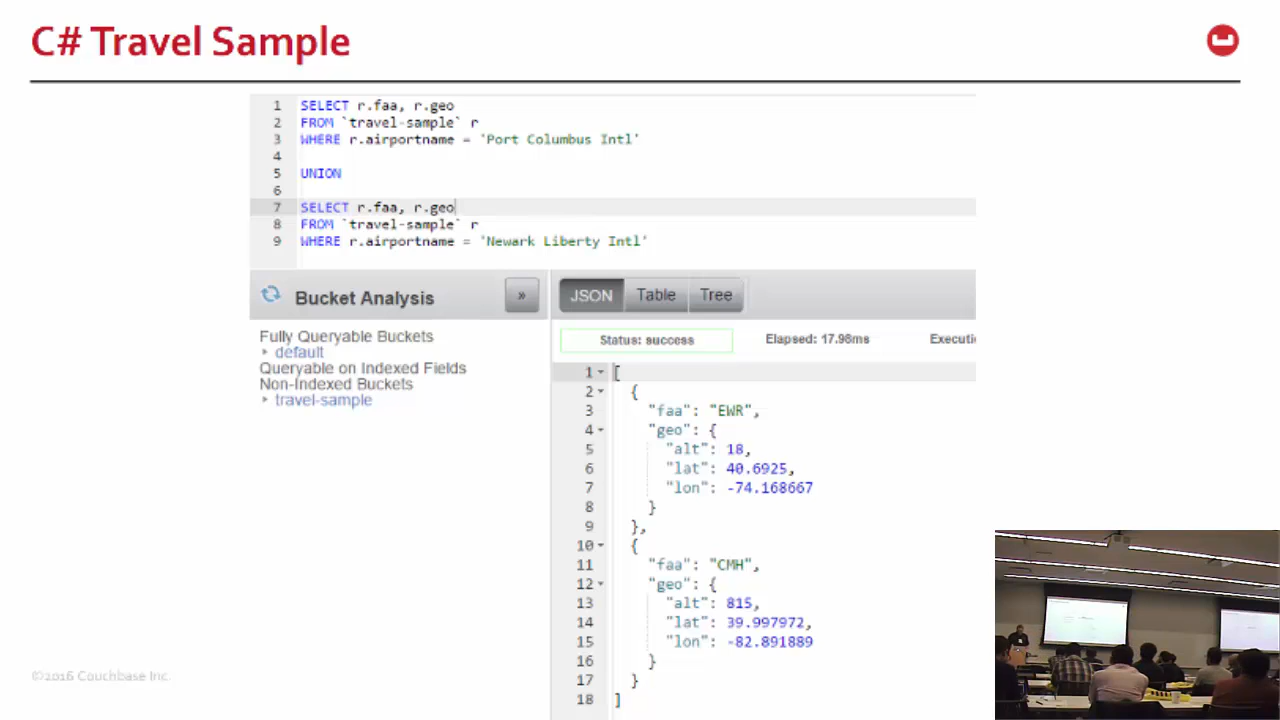 C# Travel Sample
1 SELECT r.faa, r.geo
2 FROM `travel-sample` r
3 WHERE r.airportname = 'Port Columbus Intl'
4
5 UNION
6
7 SELECT r.faa, r.geo
8 FROM `travel-sample` r
9 WHERE r.airportname = 'Newark Liberty Intl'
Bucket Analysis »
Fully Queryable Buckets
default
Queryable on Indexed Fields
Non-Indexed Buckets
travel-sample
JSON Table Tree
Status: success Elapsed: 17.98ms Executi
1 [
2 {
3 "faa": "EWR",
4 "geo": {
5 "alt": 18,
6 "lat": 40.6925,
7 "lon": -74.168667
8 }
9 },
10 {
11 "faa": "CMH",
12 "geo": {
13 "alt": 815,
14 "lat": 39.997972,
15 "lon": -82.891889
16 }
17 }
18 ]
©2016 Couchbase Inc.